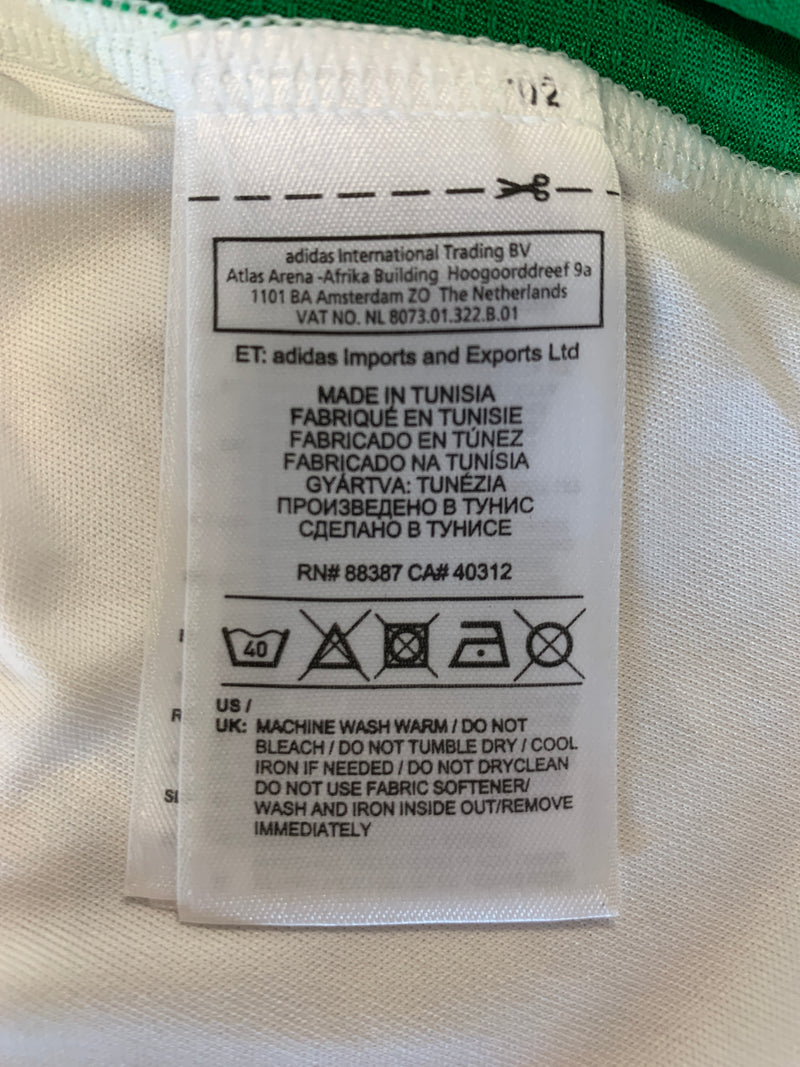 '02
adidas International Trading BV
Atlas Arena -Afrika Building Hoogoorddreef 9a
1101 BA Amsterdam ZO The Netherlands
VAT NO. NL 8073.01.322.B.01
ET: adidas Imports and Exports Ltd
MADE IN TUNISIA
FABRIQUÉ EN TUNISIE
FABRICADO EN TÚNEZ
FABRICADO NA TUNÍSIA
GYÁRTVA: TUNÉZIA
ПРОИЗВЕДЕНО В ТУНИС
СДЕЛАНО В ТУНИСЕ
RN# 88387 CA# 40312
40
US /
UK: MACHINE WASH WARM / DO NOT
BLEACH / DO NOT TUMBLE DRY / COOL
IRON IF NEEDED / DO NOT DRYCLEAN
DO NOT USE FABRIC SOFTENER/
WASH AND IRON INSIDE OUT/REMOVE
IMMEDIATELY